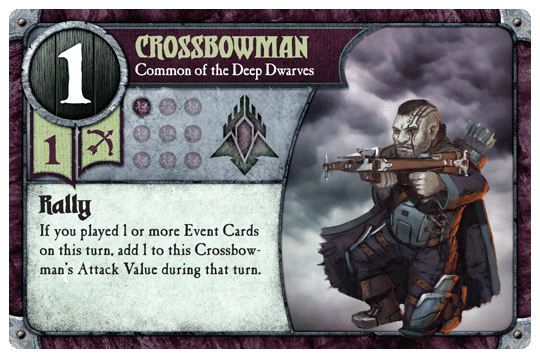 1
CROSSBOWMAN
Common of the Deep Dwarves
1
Rally
If you played 1 or more Event Cards
on this turn, add 1 to this Crossbow-
man's Attack Value during that turn.